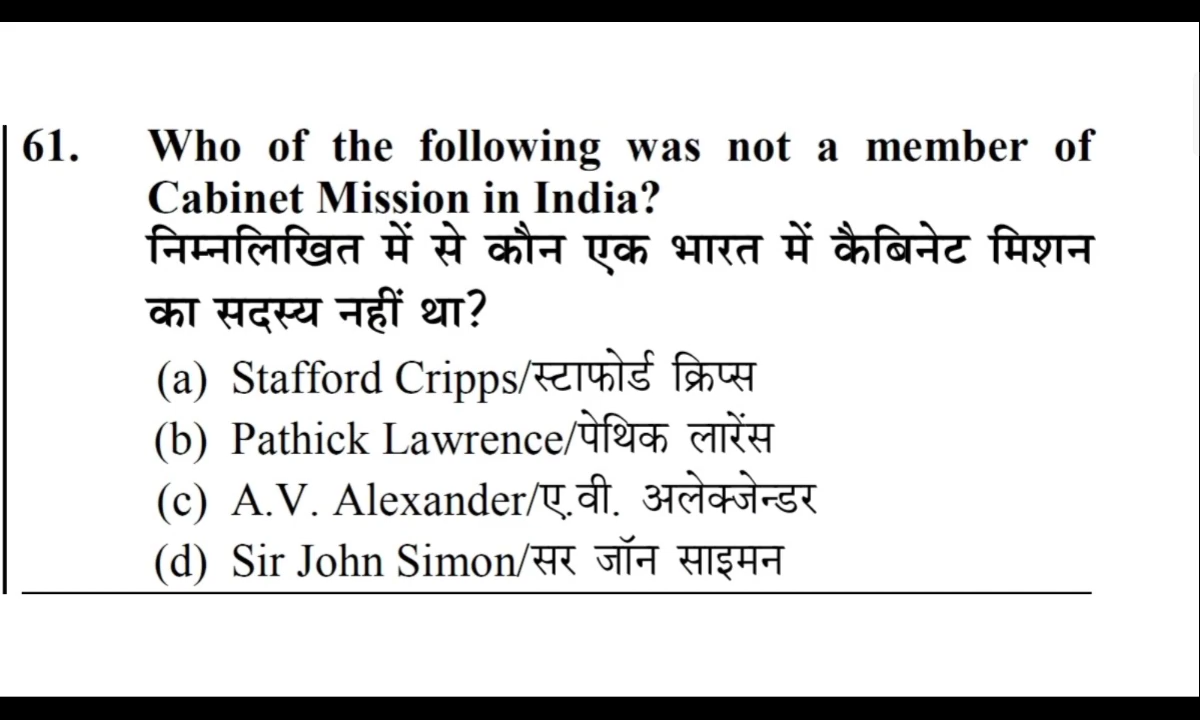 61. Who of the following was not a member of
Cabinet Mission in India?
निम्नलिखित में से कौन एक भारत में कैबिनेट मिशन
का सदस्य नहीं था?
(a) Stafford Cripps/स्टाफोर्ड क्रिप्स
(b) Pathick Lawrence/पेथिक लारेंस
(c) A.V. Alexander/ए.वी. अलेक्जेन्डर
(d) Sir John Simon/सर जॉन साइमन